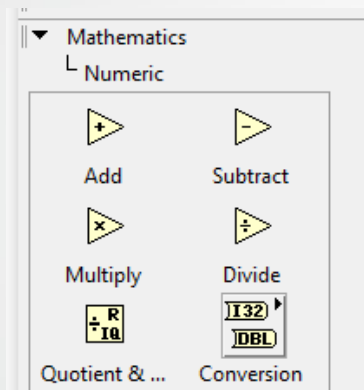 Mathematics
Numeric
+ -
Add Subtract
× ÷
Multiply Divide
÷ R IQ I32 DBL
Quotient & ... Conversion